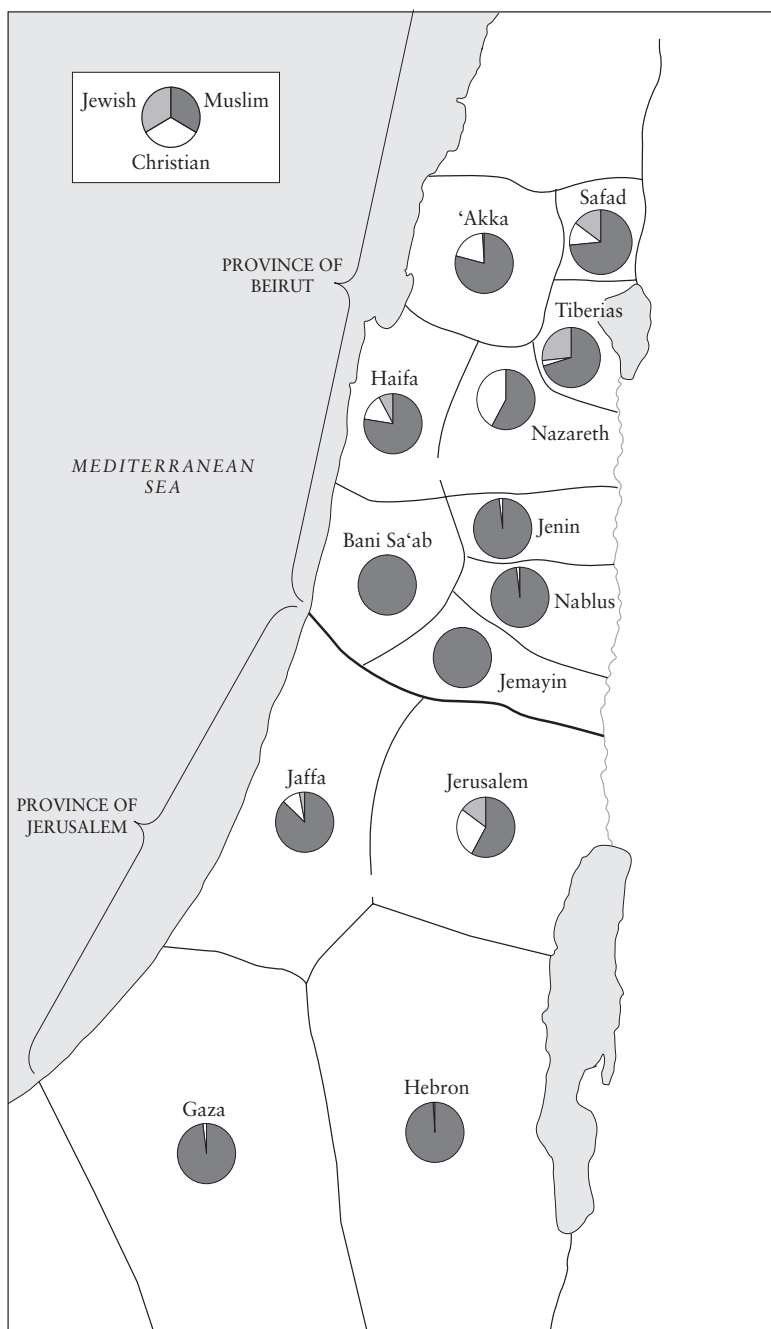 Jewish Muslim
Christian
Safad
‘Akka
PROVINCE OF
BEIRUT
Tiberias
Haifa
Nazareth
MEDITERRANEAN
SEA
Jenin
Bani Sa‘ab
Nablus
Jemayin
Jaffa
Jerusalem
PROVINCE OF
JERUSALEM
Hebron
Gaza